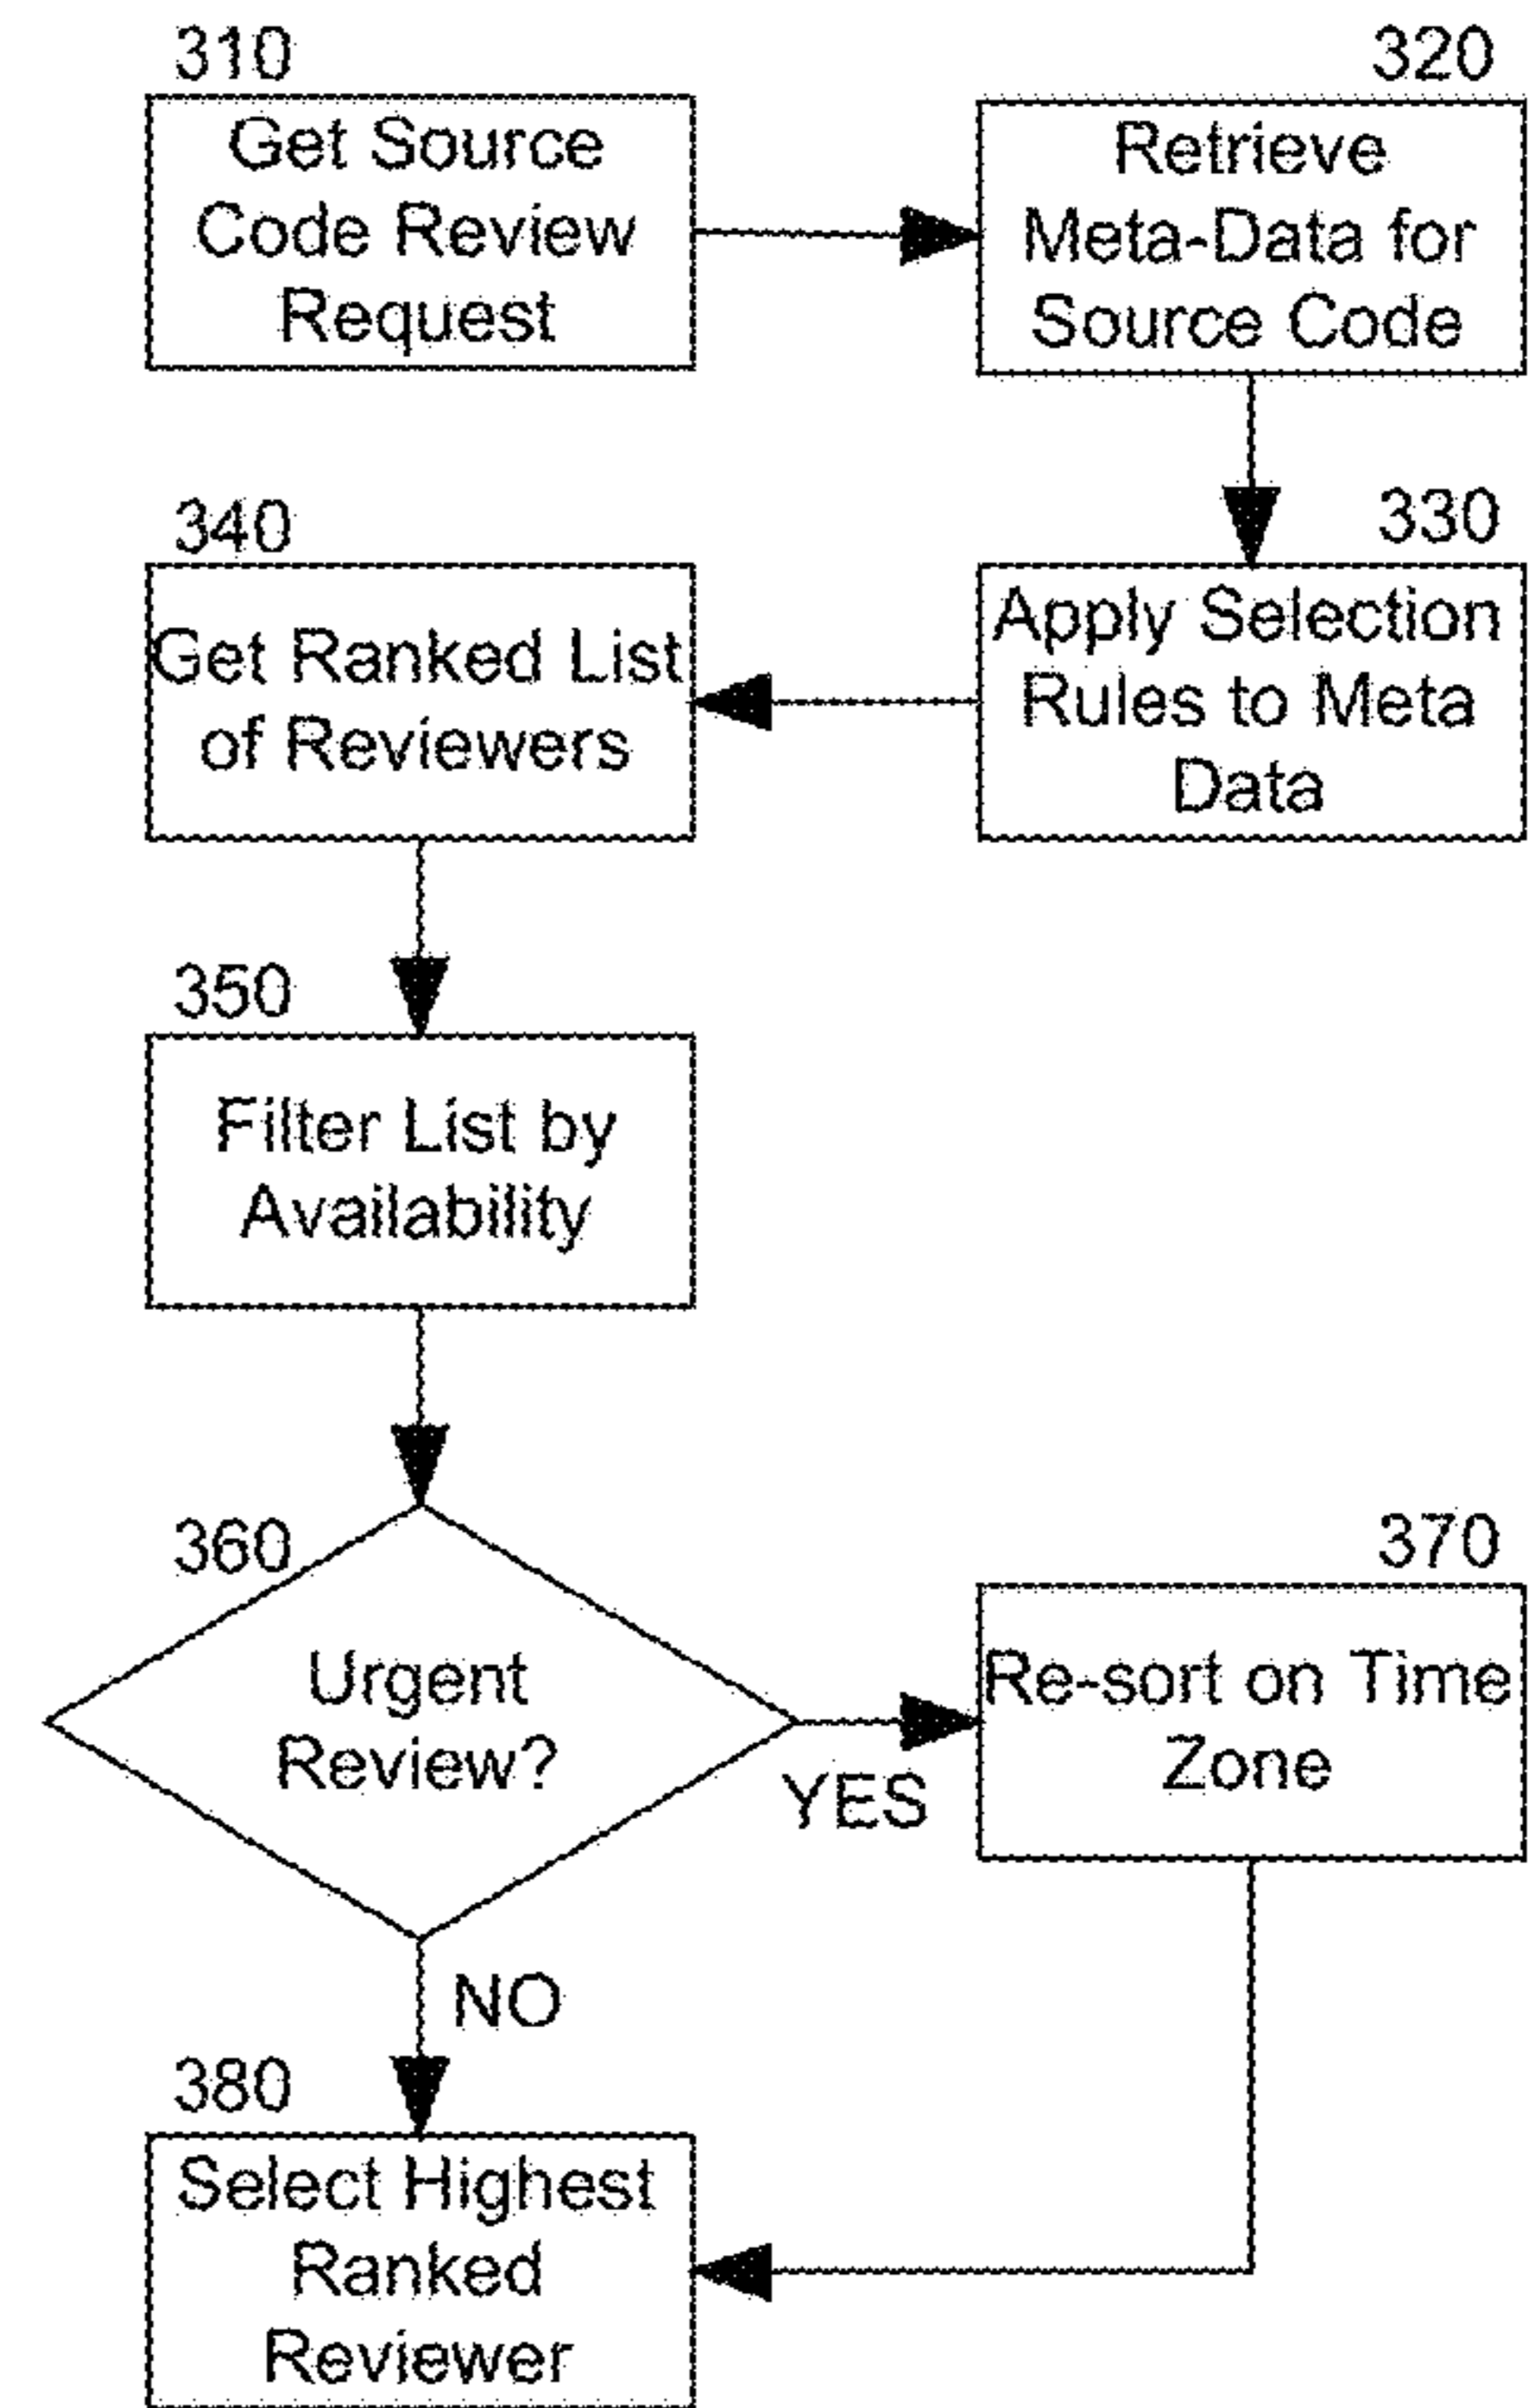 310
Get Source
Code Review
Request
320
Retrieve
Meta-Data for
Source Code
330
Apply Selection
Rules to Meta
Data
340
Get Ranked List
of Reviewers
350
Filter List by
Availability
360
Urgent
Review?
YES
370
Re-sort on Time
Zone
NO
380
Select Highest
Ranked
Reviewer